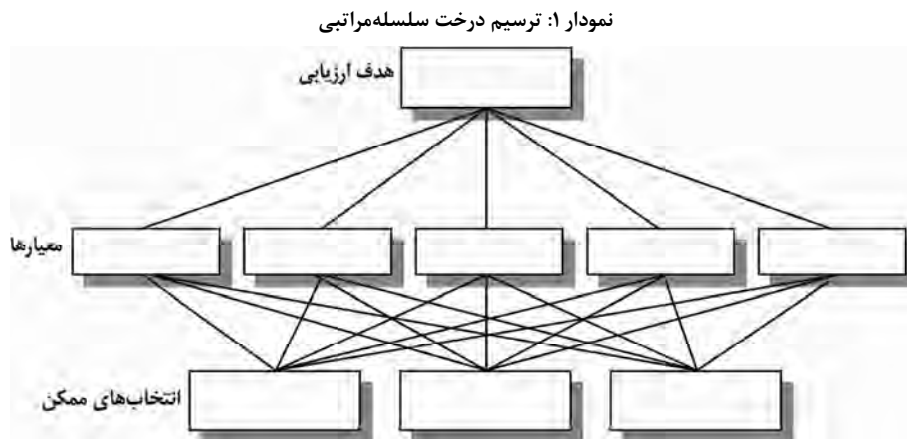 نمودار ۱: ترسیم درخت سلسله‌مراتبی
هدف ارزیابی
معیارها
انتخاب‌های ممکن